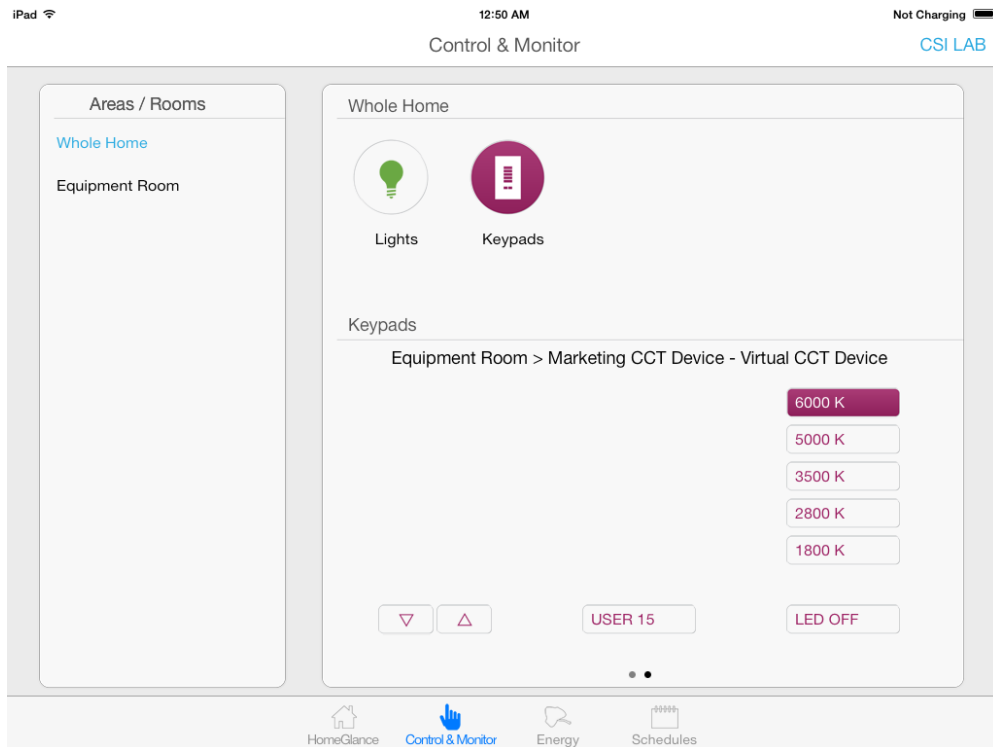 iPad 12:50 AM Not Charging
Control & Monitor CSI LAB
Areas / Rooms
Whole Home
Equipment Room
Whole Home
Lights Keypads
Keypads
Equipment Room > Marketing CCT Device - Virtual CCT Device
6000 K
5000 K
3500 K
2800 K
1800 K
USER 15 LED OFF
HomeGlance Control & Monitor Energy Schedules